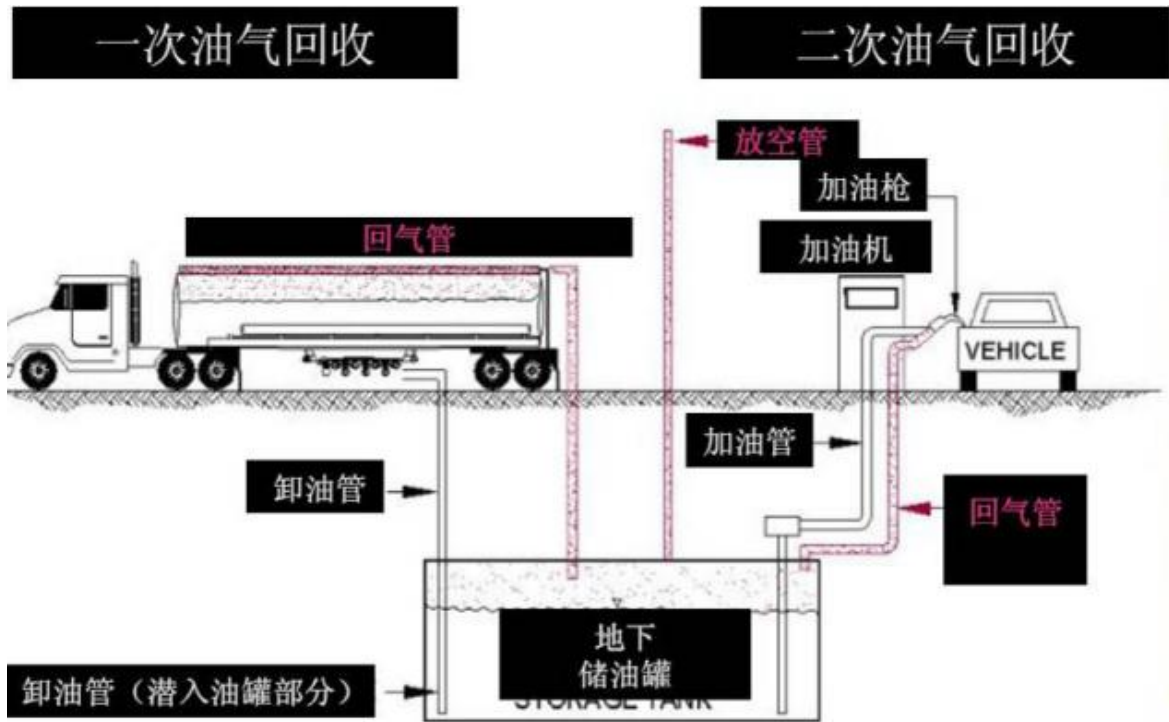 一次油气回收
二次油气回收
放空管
加油枪
回气管
加油机
VEHICLE
加油管
卸油管
回气管
地下
储油罐
STORAGE TANK
卸油管（潜入油罐部分）